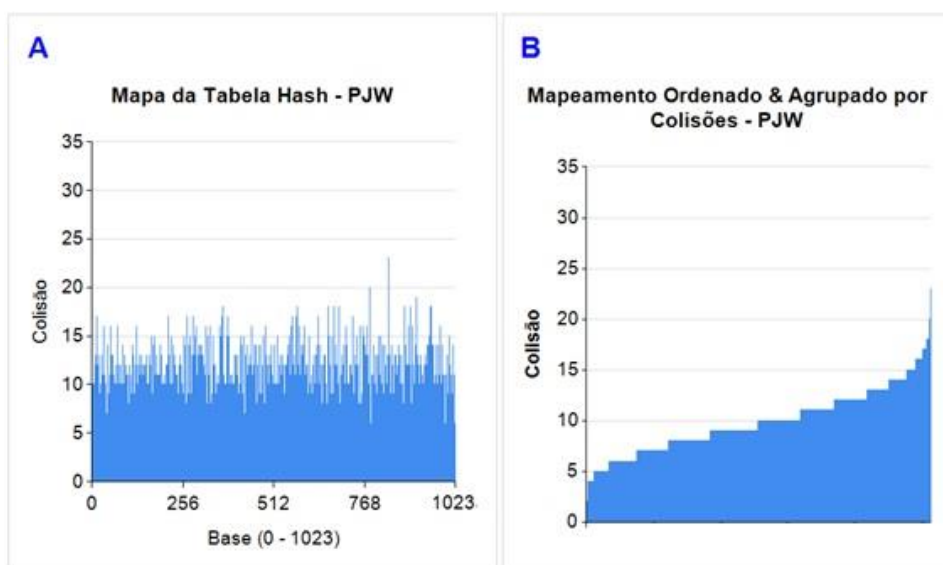 A
Mapa da Tabela Hash - PJW
35
30
25
20
15
10
5
0
Colisão
0 256 512 768 1023
Base (0 - 1023)
B
Mapeamento Ordenado & Agrupado por
Colisões - PJW
35
30
25
20
15
10
5
0
Colisão